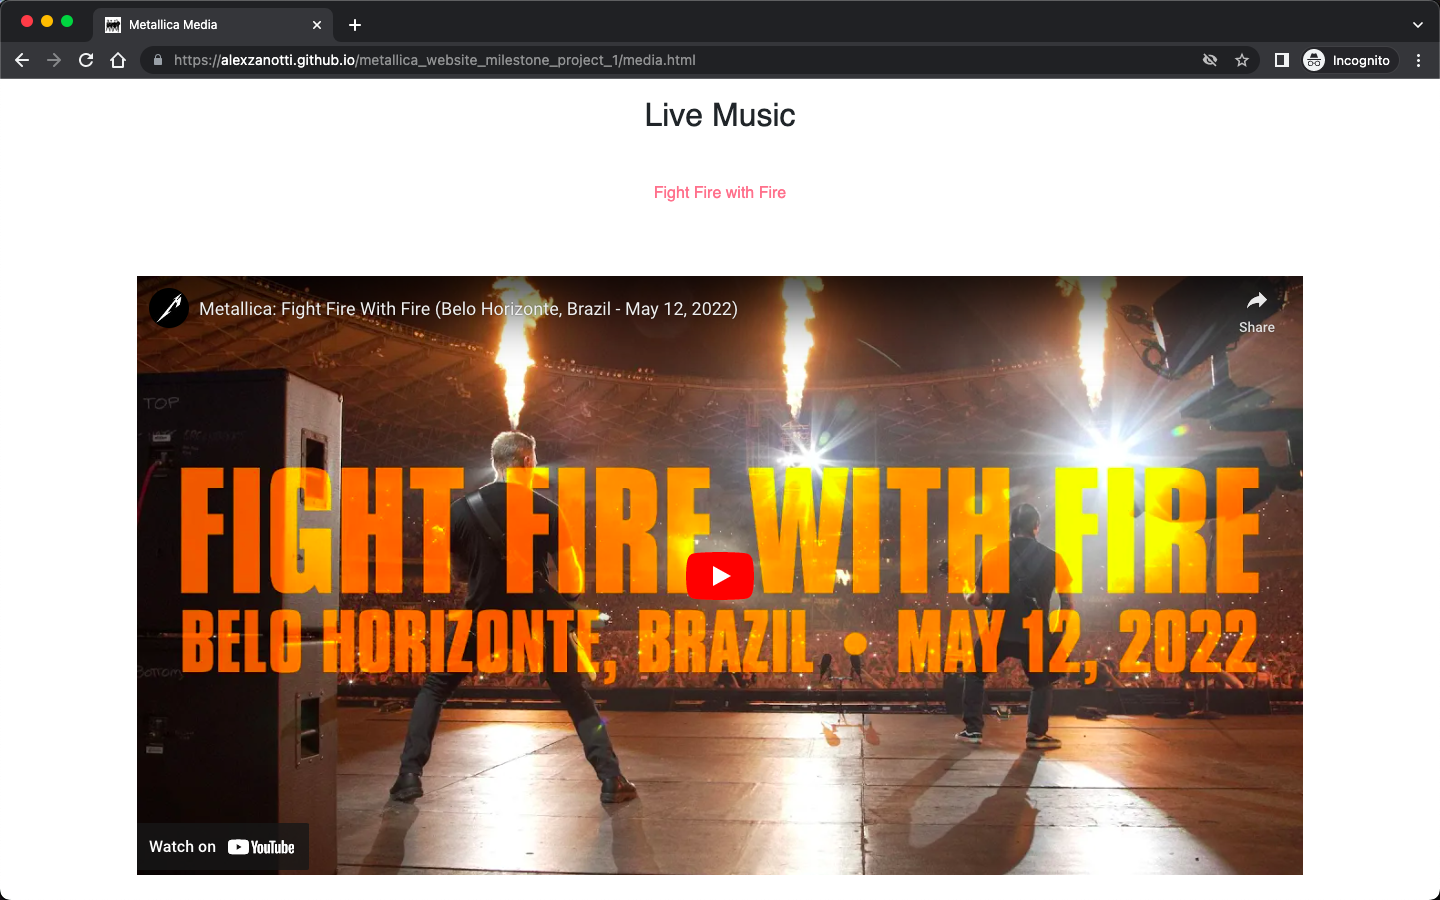 Metallica Media
https://alexzanotti.github.io/metallica_website_milestone_project_1/media.html
Incognito
Live Music
Fight Fire with Fire
Metallica: Fight Fire With Fire (Belo Horizonte, Brazil - May 12, 2022)
Share
TOP
FIGHT FIRE WITH FIRE
BELO HORIZONTE, BRAZIL • MAY 12, 2022
Bottom
Watch on YouTube